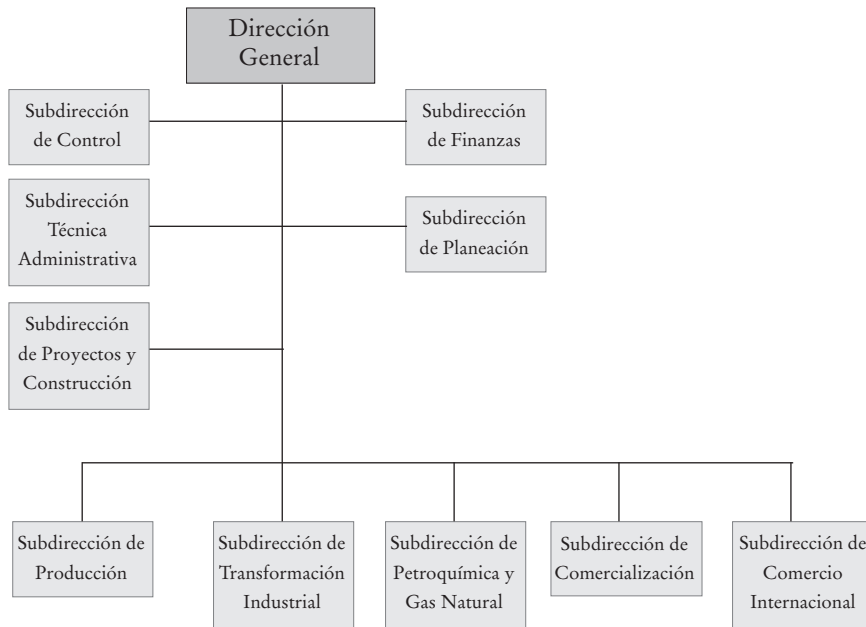 Dirección
General
Subdirección
de Control
Subdirección
de Finanzas
Subdirección
Técnica
Administrativa
Subdirección
de Planeación
Subdirección
de Proyectos y
Construcción
Subdirección de
Producción
Subdirección de
Transformación
Industrial
Subdirección de
Petroquímica y
Gas Natural
Subdirección de
Comercialización
Subdirección de
Comercio
Internacional